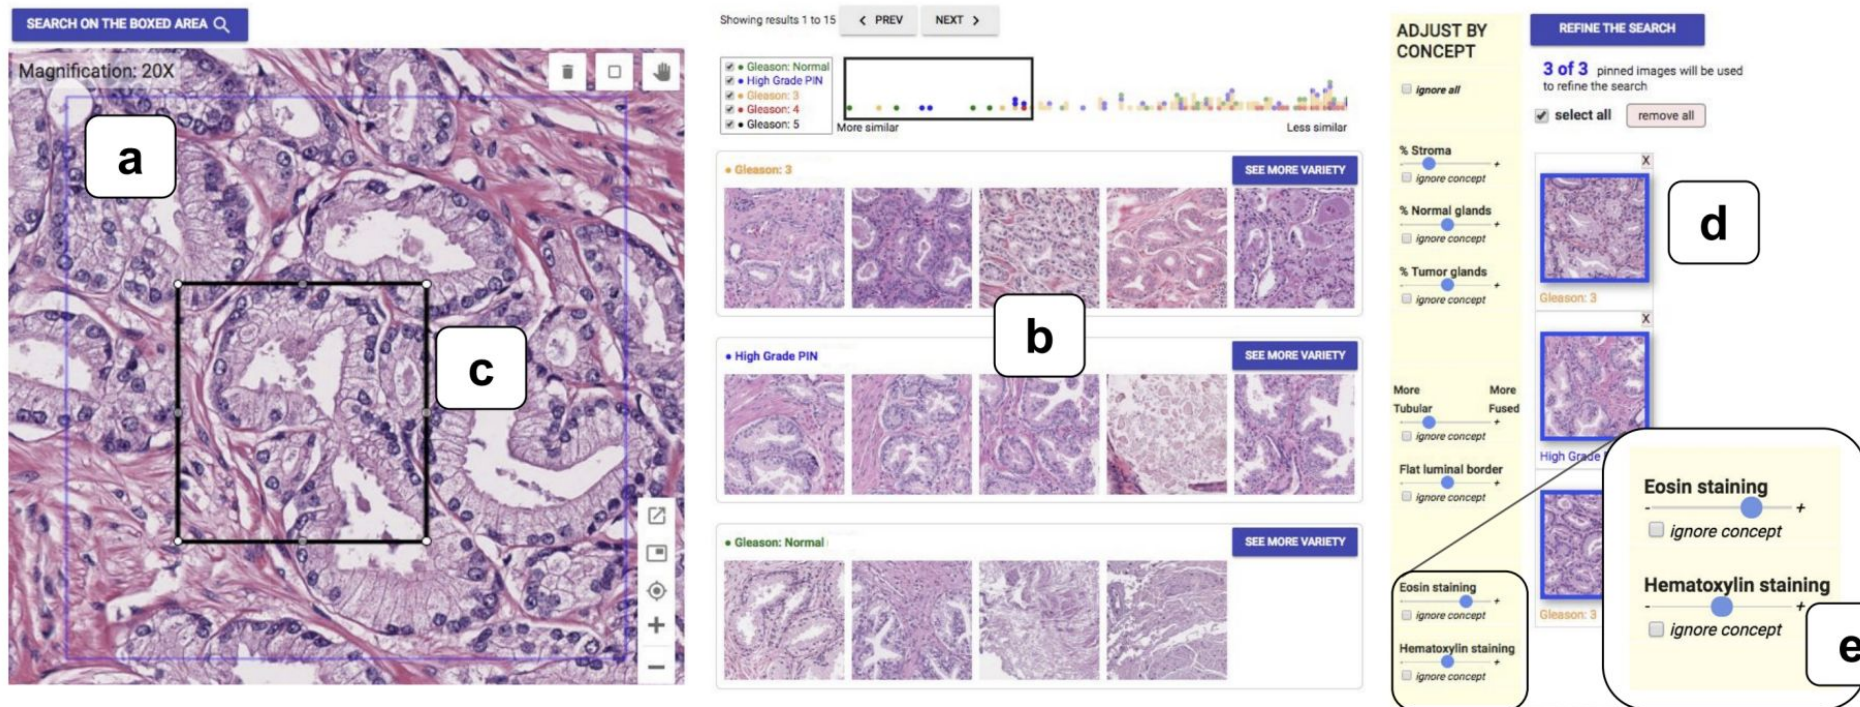 SEARCH ON THE BOXED AREA
Magnification: 20X
a
c
Showing results 1 to 15
PREV
NEXT
Gleason: Normal
High Grade PIN
Gleason: 3
Gleason: 4
Gleason: 5
More similar
Less similar
Gleason: 3
SEE MORE VARIETY
b
High Grade PIN
SEE MORE VARIETY
Gleason: Normal
SEE MORE VARIETY
ADJUST BY
CONCEPT
ignore all
% Stroma
- +
ignore concept
% Normal glands
- +
ignore concept
% Tumor glands
- +
ignore concept
More More
Tubular Fused
- +
ignore concept
Flat luminal border
- +
ignore concept
Eosin staining
- +
ignore concept
Hematoxylin staining
- +
ignore concept
REFINE THE SEARCH
3 of 3 pinned images will be used
to refine the search
select all
remove all
X
Gleason: 3
d
X
High Grade
Gleason: 3
Eosin staining
- +
ignore concept
Hematoxylin staining
- +
ignore concept
e